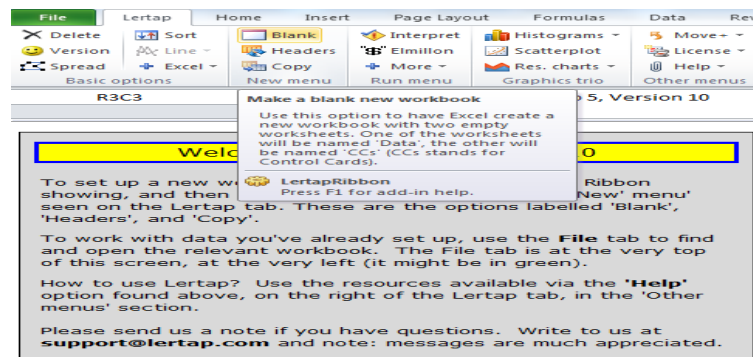 File Lertap Home Insert Page Layout Formulas Data Re
Delete Sort Blank Interpret Histograms Move+
Version Line Headers "$" Elmillon Scatterplot License
Spread Excel Copy More Res. charts Help
Basic options New menu Run menu Graphics trio Other menus
R3C3 5, Version 10
Make a blank new workbook
Use this option to have Excel create a
new workbook with two empty
worksheets. One of the worksheets
will be named 'Data', the other will
be named 'CCs' (CCs stands for
Control Cards).
LertapRibbon
Press F1 for add-in help.
Welc 0
To set up a new w Ribbon
showing, and then New' menu'
seen on the Lertap tab. These are the options labelled 'Blank',
'Headers', and 'Copy'.
To work with data you've already set up, use the File tab to find
and open the relevant workbook. The File tab is at the very top
of this screen, at the very left (it might be in green).
How to use Lertap? Use the resources available via the 'Help'
option found above, on the right of the Lertap tab, in the 'Other
menus' section.
Please send us a note if you have questions. Write to us at
support@lertap.com and note: messages are much appreciated.